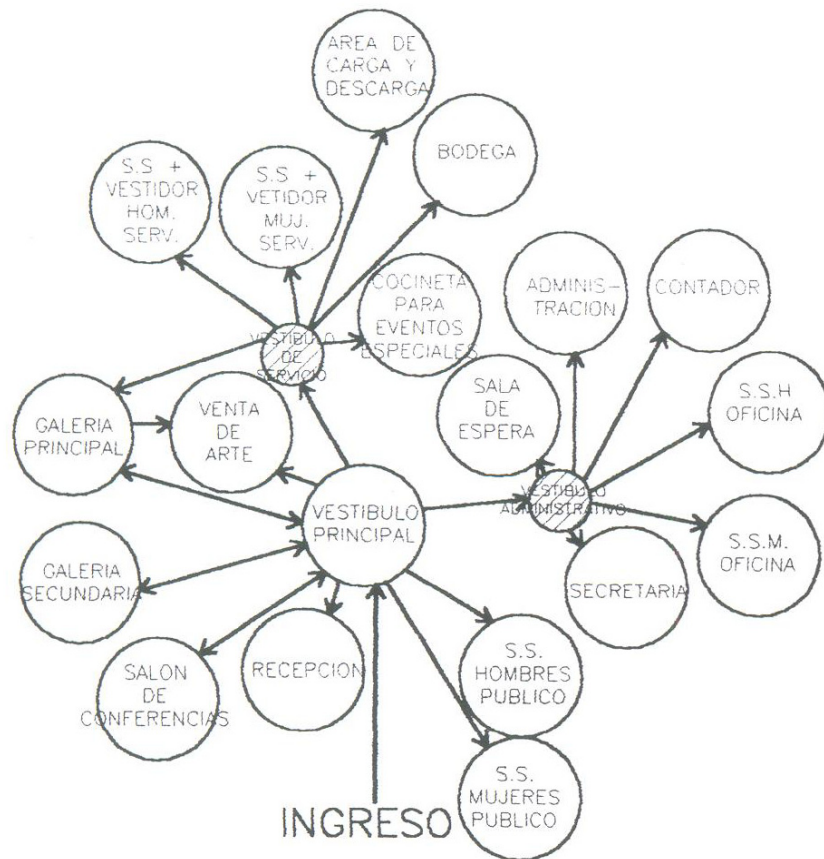 AREA DE
CARGA Y
DESCARGA
BODEGA
S.S +
VESTIDOR
HOM.
SERV.
S.S +
VETIDOR
MUJ.
SERV.
COCINETA
PARA
EVENTOS
ESPECIALES
ADMINIS-
TRACION
CONTADOR
VESTIBULO
DE
SERVICIO
SALA
DE
ESPERA
S.S.H
OFICINA
GALERIA
PRINCIPAL
VENTA
DE
ARTE
VESTIBULO
ADMINISTRATIVO
VESTIBULO
PRINCIPAL
S.S.M.
OFICINA
GALERIA
SECUNDARIA
SECRETARIA
SALON
DE
CONFERENCIAS
RECEPCION
S.S.
HOMBRES
PUBLICO
S.S.
MUJERES
PUBLICO
INGRESO